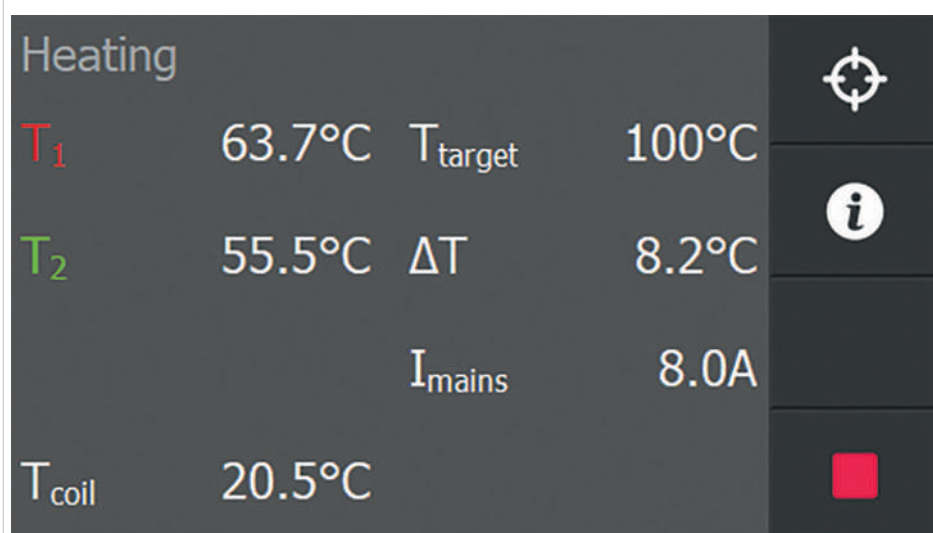 Heating
T1 63.7°C Ttarget 100°C
T2 55.5°C ΔT 8.2°C
Imains 8.0A
Tcoil 20.5°C